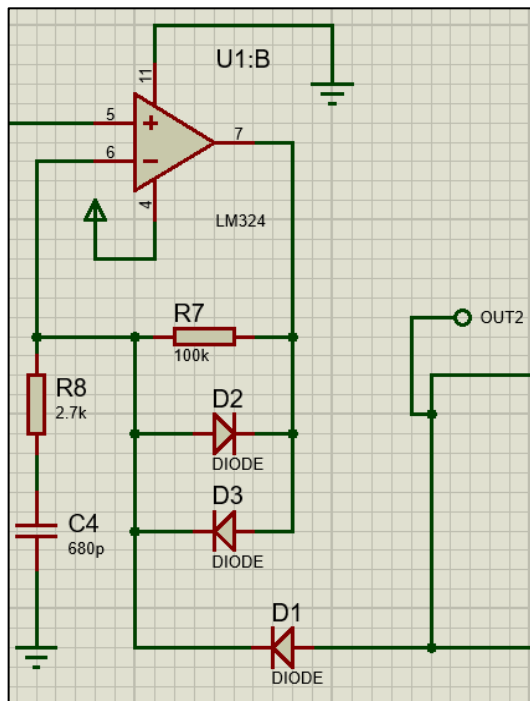 U1:B
11
5
7
6
4
LM324
R7
100k
OUT2
R8
2.7k
D2
DIODE
D3
DIODE
C4
680p
D1
DIODE